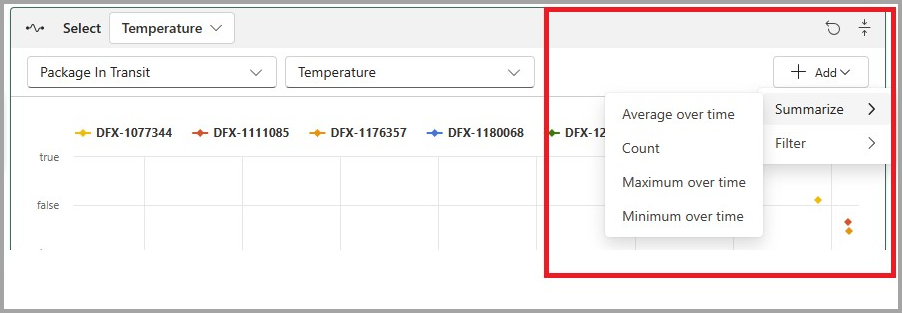 Select Temperature
Package In Transit Temperature Add
Average over time Summarize
DFX-1077344 DFX-1111085 DFX-1176357 DFX-1180068 DFX-12
Count Filter
true
Maximum over time
false
Minimum over time